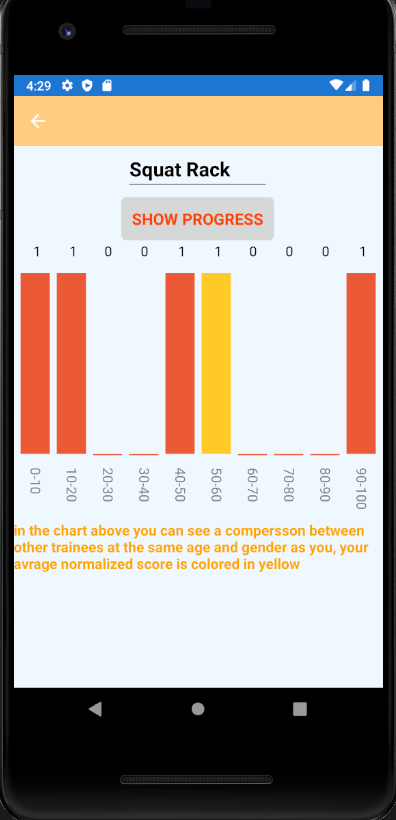 4:29
Squat Rack
SHOW PROGRESS
1 1 0 0 1 1 0 0 0 1
0-10 10-20 20-30 30-40 40-50 50-60 60-70 70-80 80-90 90-100
in the chart above you can see a compersson between
other trainees at the same age and gender as you, your
avrage normalized score is colored in yellow